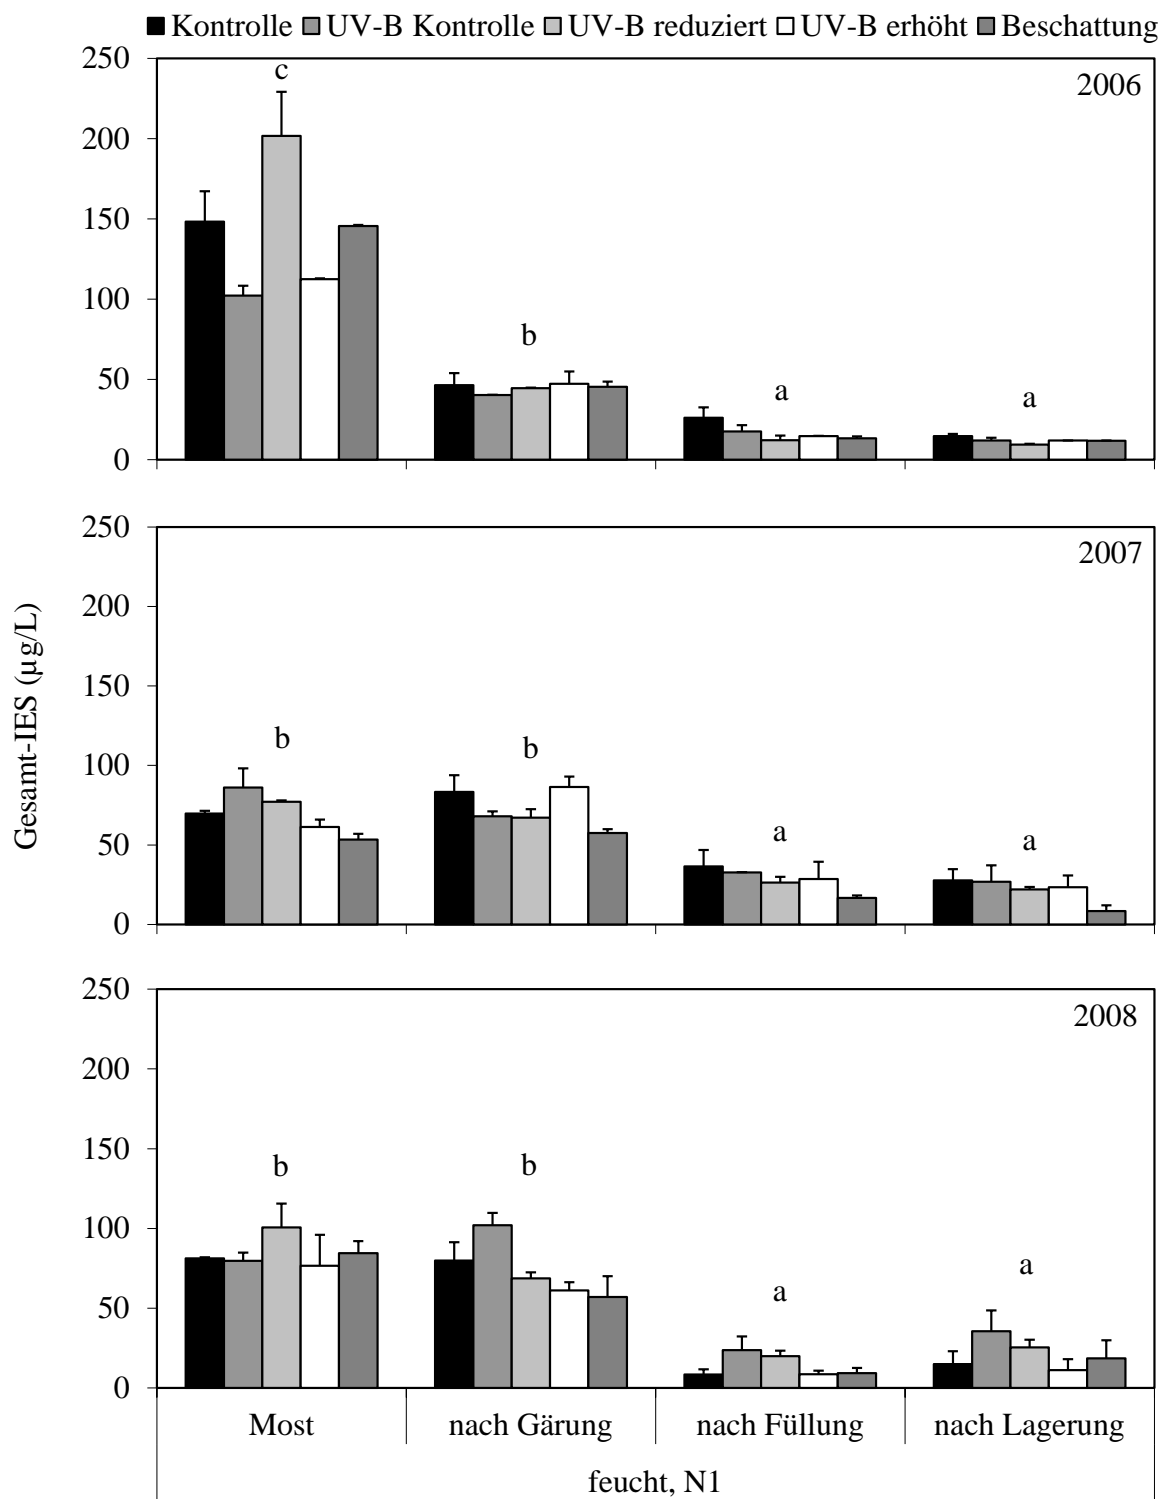 Kontrolle UV-B Kontrolle UV-B reduziert UV-B erhöht Beschattung
Gesamt-IES (µg/L)
2006
250
200
150
100
50
0
c
b
a
a
2007
250
200
150
100
50
0
b
b
a
a
2008
250
200
150
100
50
0
b
b
a
a
Most nach Gärung nach Füllung nach Lagerung
feucht, N1